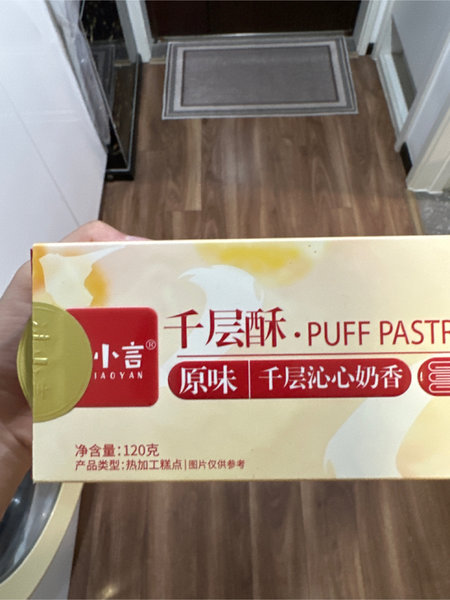 小言®
IAOYAN
千层酥·PUFF PASTR
原味 千层沁心奶香
净含量:120克
产品类型:热加工糕点|图片仅供参考